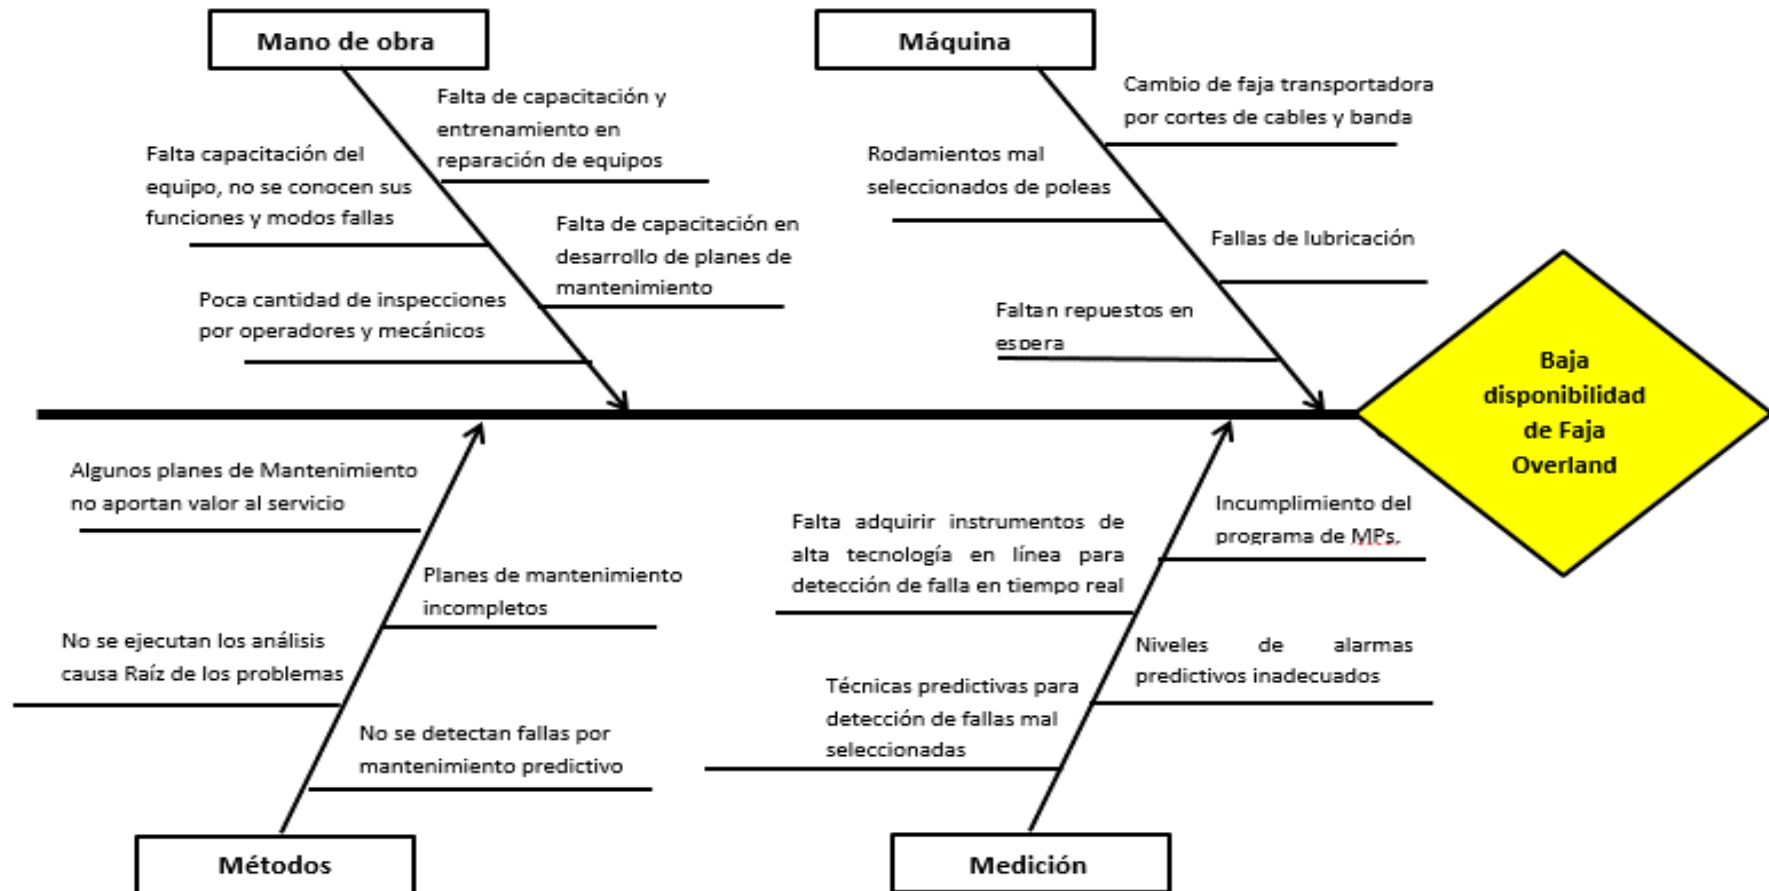 Mano de obra
Máquina
Falta de capacitación y
entrenamiento en
reparación de equipos
Falta capacitación del
equipo, no se conocen sus
funciones y modos fallas
Falta de capacitación en
desarrollo de planes de
mantenimiento
Poca cantidad de inspecciones
por operadores y mecánicos
Cambio de faja transportadora
por cortes de cables y banda
Rodamientos mal
seleccionados de poleas
Fallas de lubricación
Faltan repuestos en
espera
Baja
disponibilidad
de Faja
Overland
Algunos planes de Mantenimiento
no aportan valor al servicio
Planes de mantenimiento
incompletos
No se ejecutan los análisis
causa Raíz de los problemas
No se detectan fallas por
mantenimiento predictivo
Incumplimiento del
programa de MPs.
Falta adquirir instrumentos de
alta tecnología en línea para
detección de falla en tiempo real
Niveles de alarmas
predictivos inadecuados
Técnicas predictivas para
detección de fallas mal
seleccionadas
Métodos
Medición